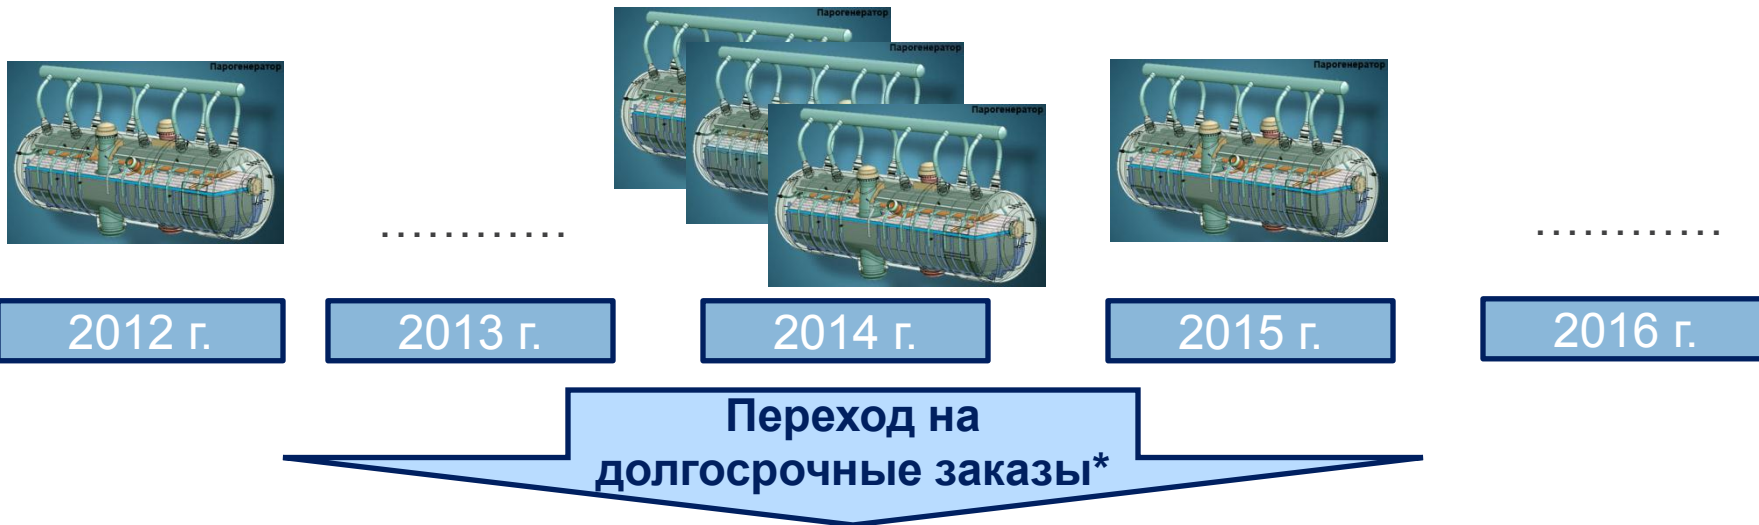 Парогенератор
Парогенератор
Парогенератор
Парогенератор
Парогенератор
............
............
2012 г.
2013 г.
2014 г.
2015 г.
2016 г.
Переход на
долгосрочные заказы*